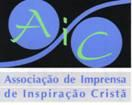 AiC
Associação de Imprensa
de Inspiração Cristã